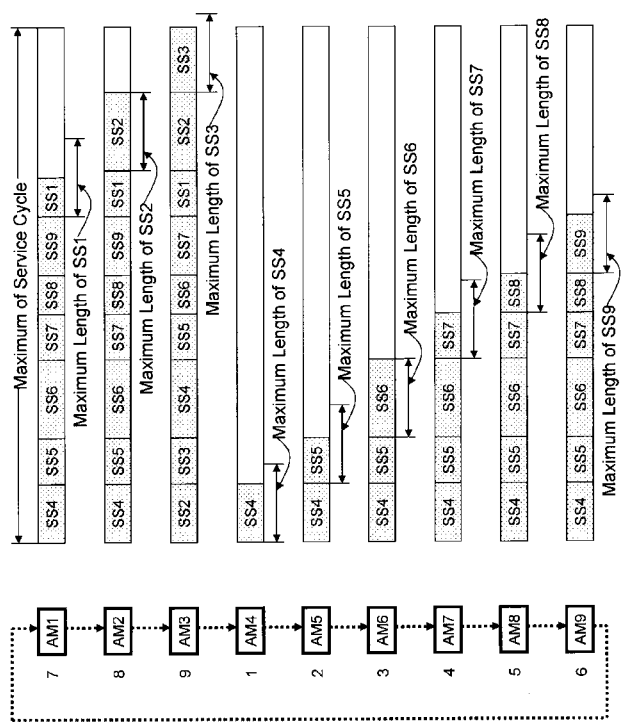 Maximum of Service Cycle
7 AM1 SS4 SS5 SS6 SS7 SS8 SS9 SS1
Maximum Length of SS1
8 AM2 SS4 SS5 SS6 SS7 SS8 SS9 SS1 SS2
Maximum Length of SS2
9 AM3 SS2 SS3 SS4 SS5 SS6 SS7 SS1 SS2 SS3
Maximum Length of SS3
1 AM4 SS4
Maximum Length of SS4
2 AM5 SS4 SS5
Maximum Length of SS5
3 AM6 SS4 SS5 SS6
Maximum Length of SS6
4 AM7 SS4 SS5 SS6 SS7
Maximum Length of SS7
5 AM8 SS4 SS5 SS6 SS7 SS8
Maximum Length of SS8
6 AM9 SS4 SS5 SS6 SS7 SS8 SS9
Maximum Length of SS9